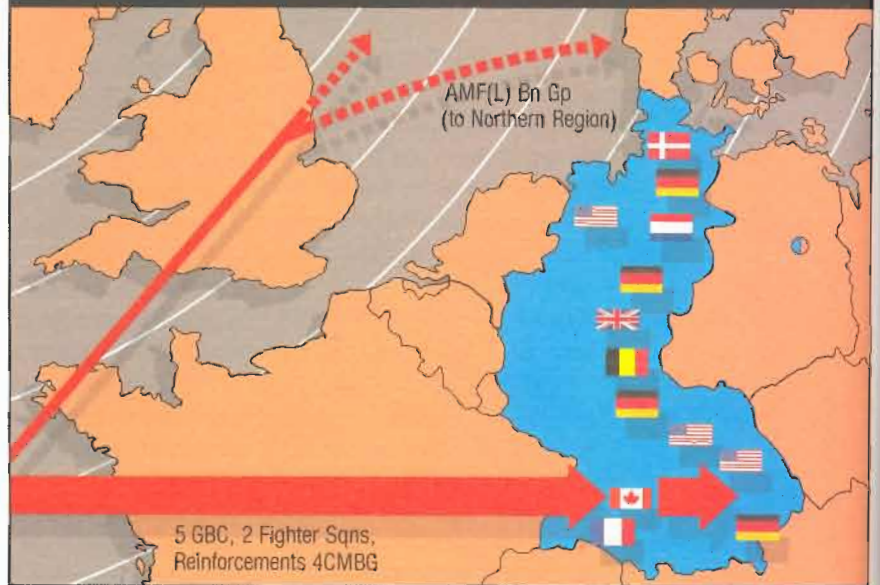 AMF(L) Bn Gp
(to Northern Region)
5 GBC, 2 Fighter Sqns,
Reinforcements 4CMBG